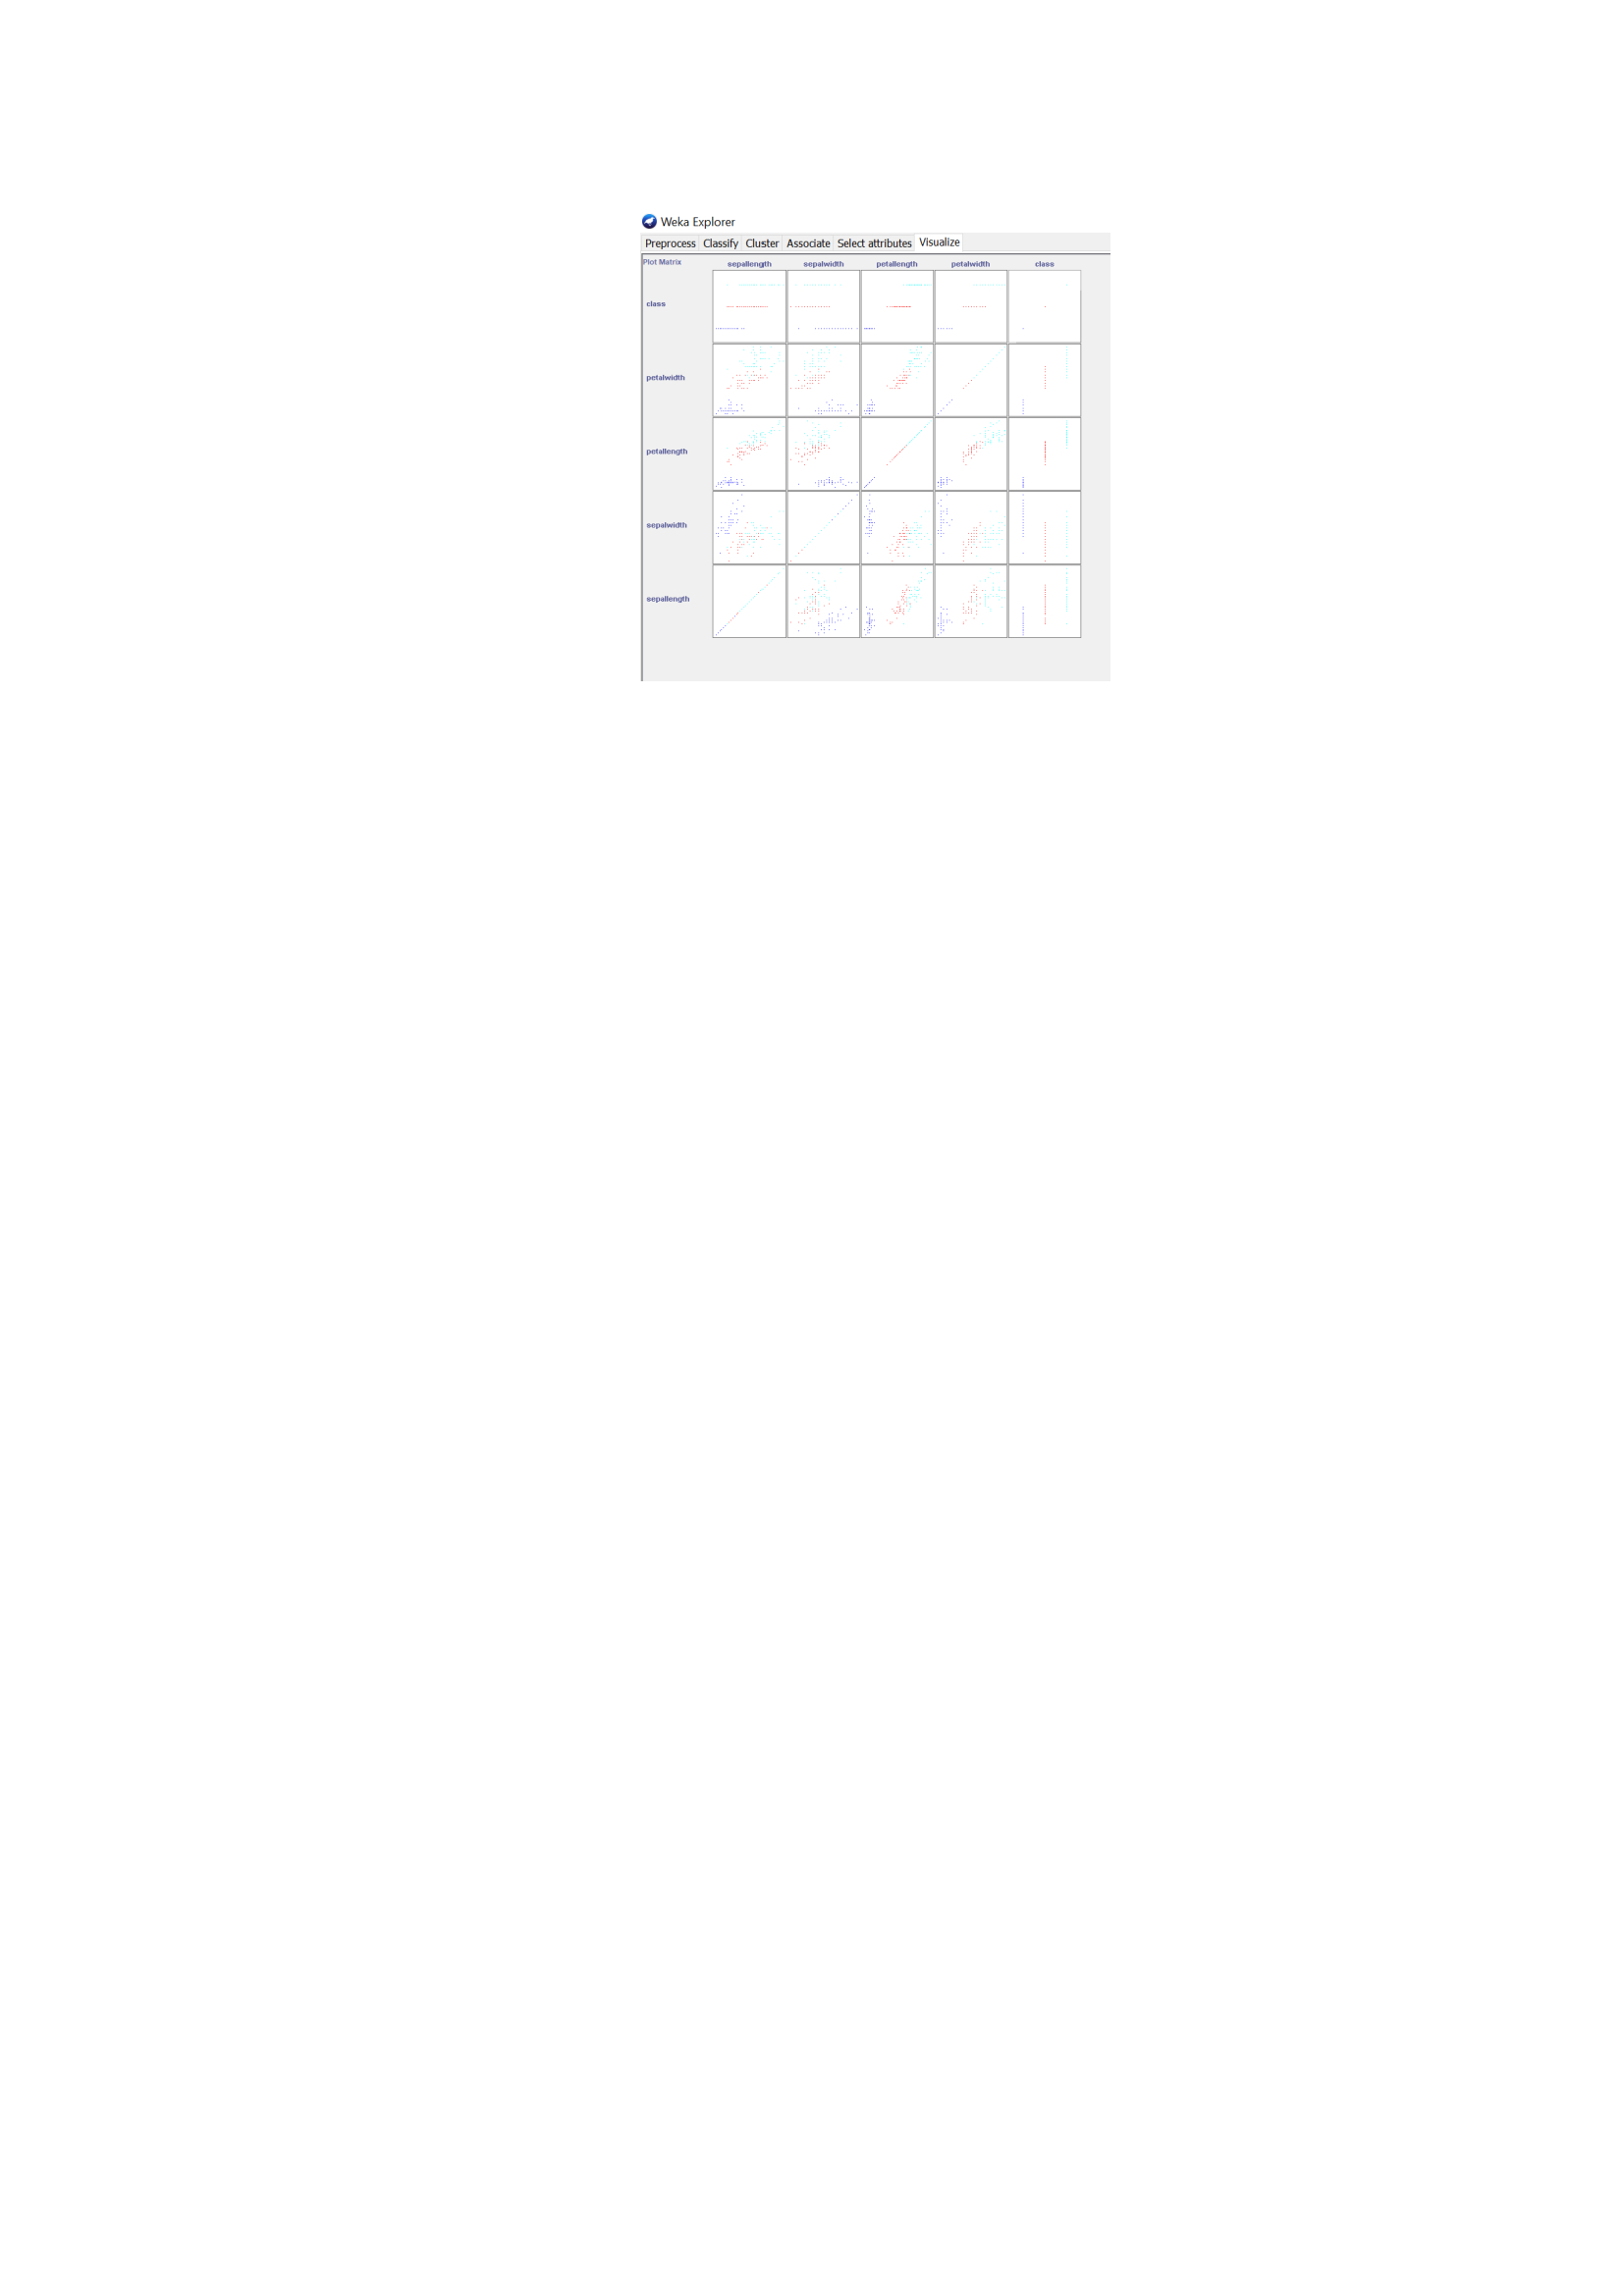 Weka Explorer
Preprocess Classify Cluster Associate Select attributes Visualize
Plot Matrix sepallength sepalwidth petallength petalwidth class
class
petalwidth
petallength
sepalwidth
sepallength